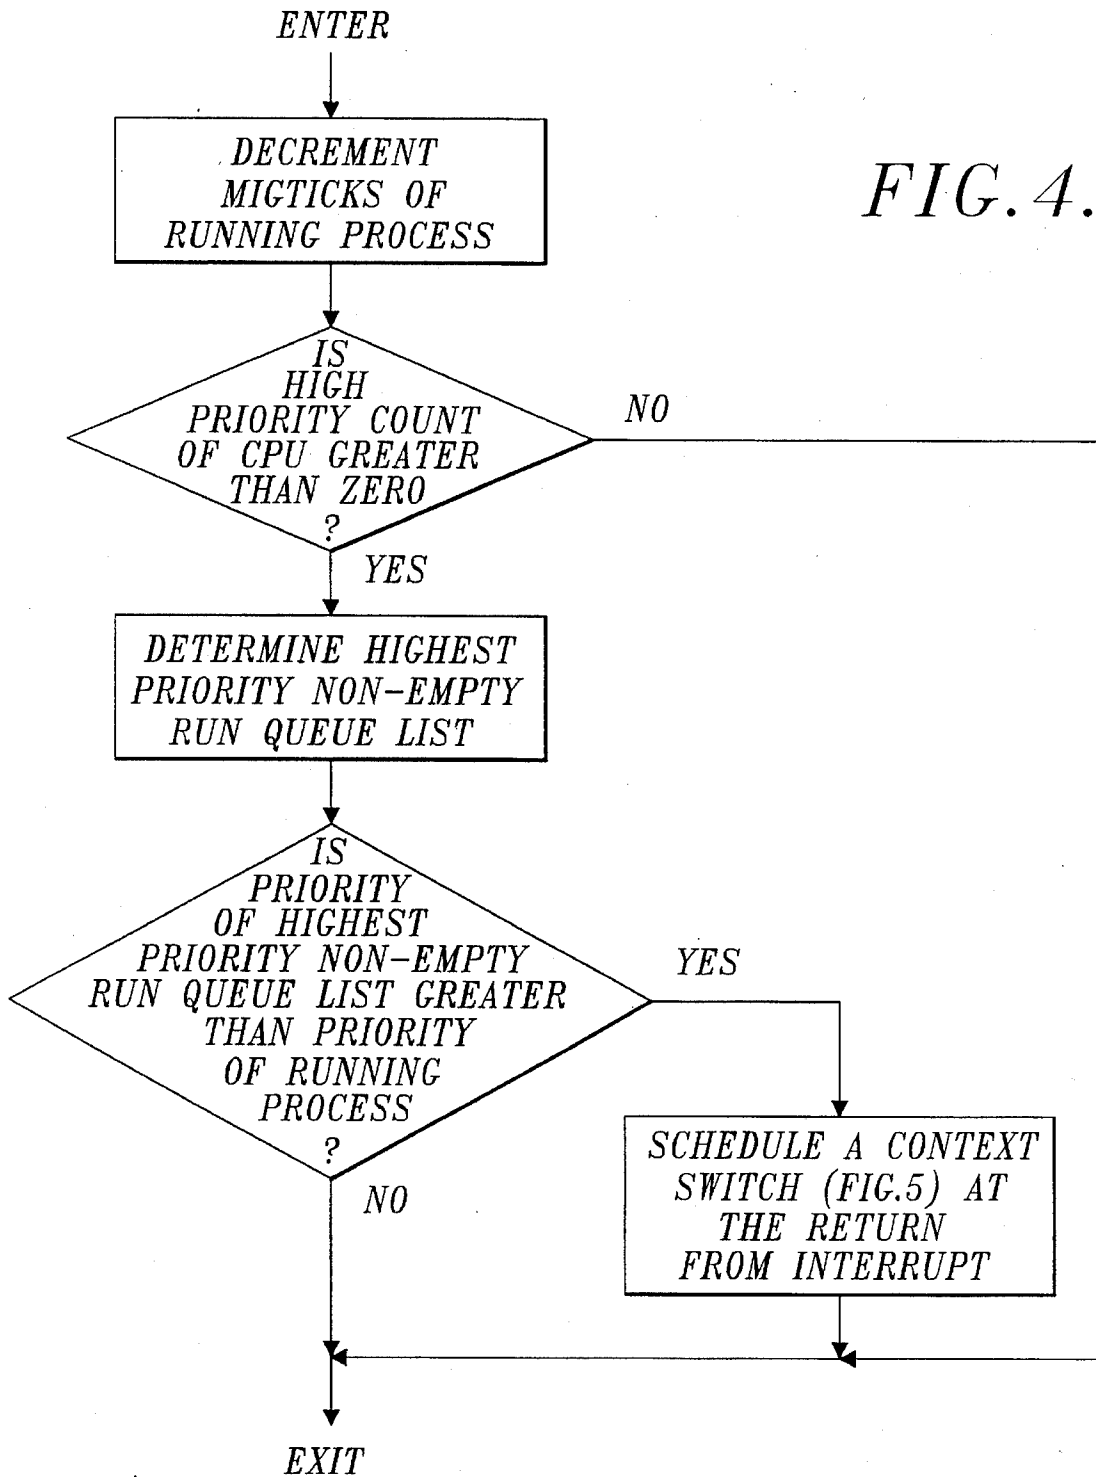 ENTER
DECREMENT
MIGTICKS OF
RUNNING PROCESS
FIG.4.
IS
HIGH
PRIORITY COUNT
OF CPU GREATER
THAN ZERO
?
NO
YES
DETERMINE HIGHEST
PRIORITY NON-EMPTY
RUN QUEUE LIST
IS
PRIORITY
OF HIGHEST
PRIORITY NON-EMPTY
RUN QUEUE LIST GREATER
THAN PRIORITY
OF RUNNING
PROCESS
?
YES
NO
SCHEDULE A CONTEXT
SWITCH (FIG.5) AT
THE RETURN
FROM INTERRUPT
EXIT